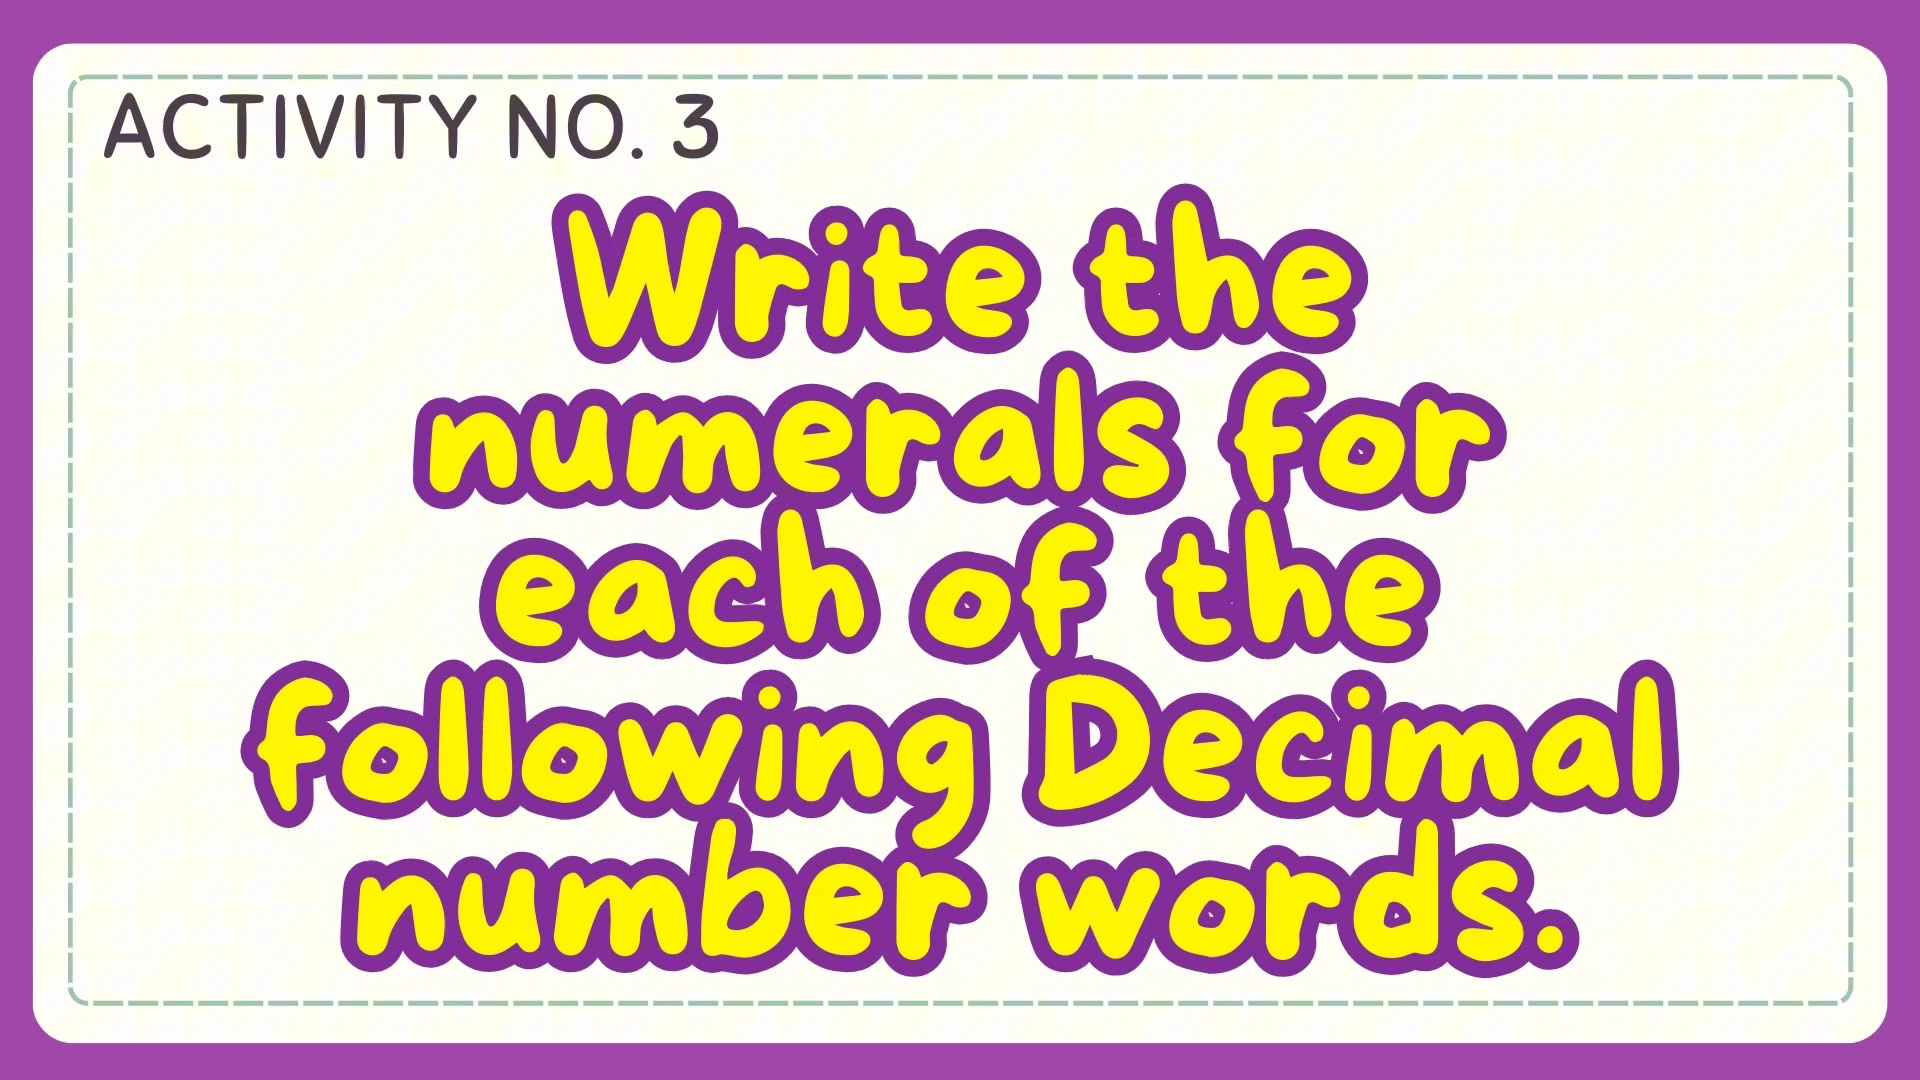 ACTIVITY NO. 3
Write the
numerals for
each of the
following Decimal
number words.